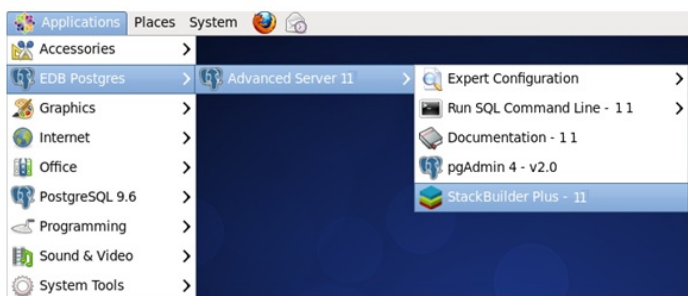 Applications Places System
Accessories
EDB Postgres
Advanced Server 11
Expert Configuration
Graphics
Run SQL Command Line - 11
Internet
Documentation - 11
Office
pgAdmin 4 - v2.0
PostgreSQL 9.6
StackBuilder Plus - 11
Programming
Sound & Video
System Tools